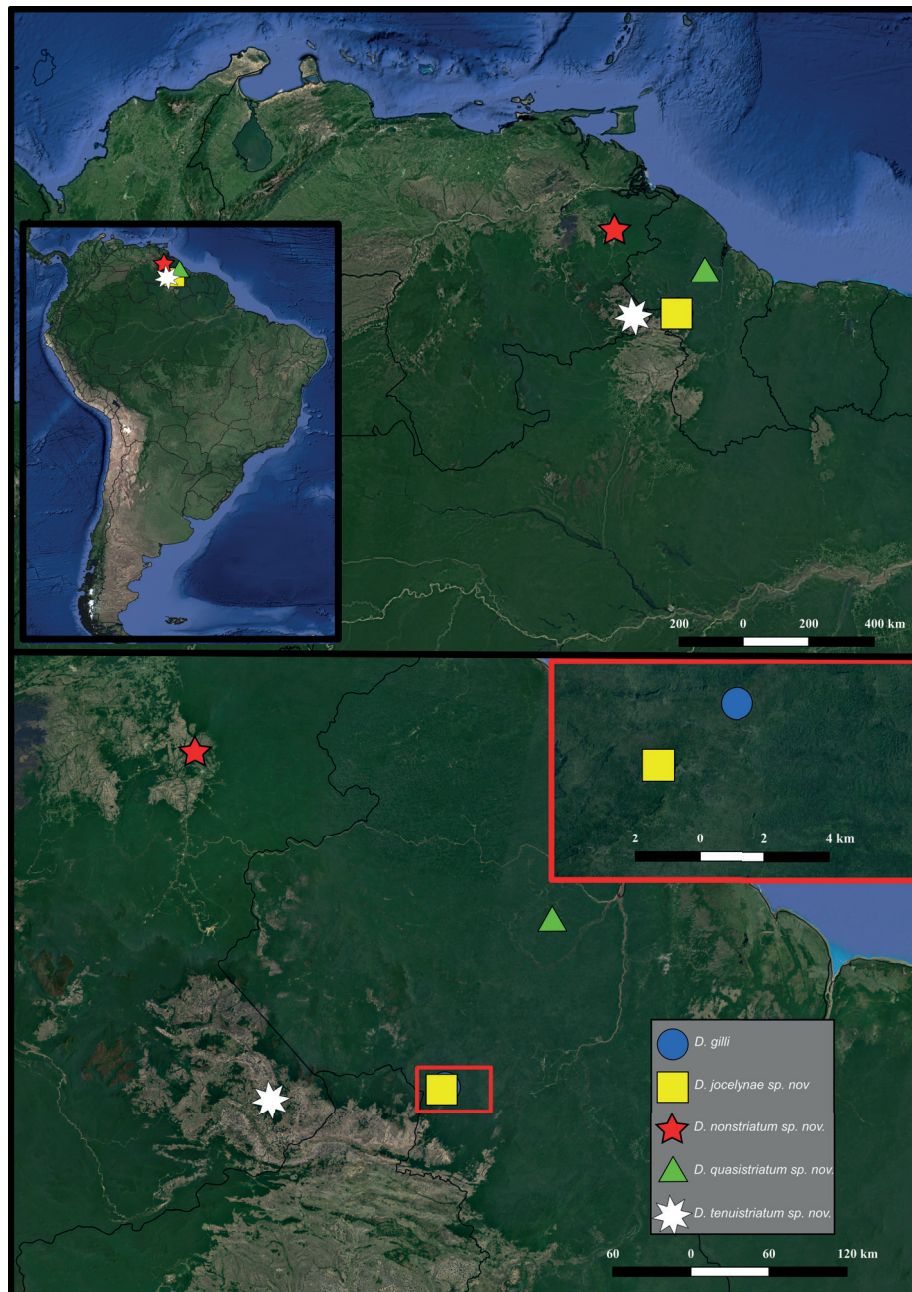 200 0 200 400 km
2 0 2 4 km
D. gilli
D. jocelynae sp. nov
D. nonstriatum sp. nov.
D. quasistriatum sp. nov.
D. tenuistriatum sp. nov.
60 0 60 120 km